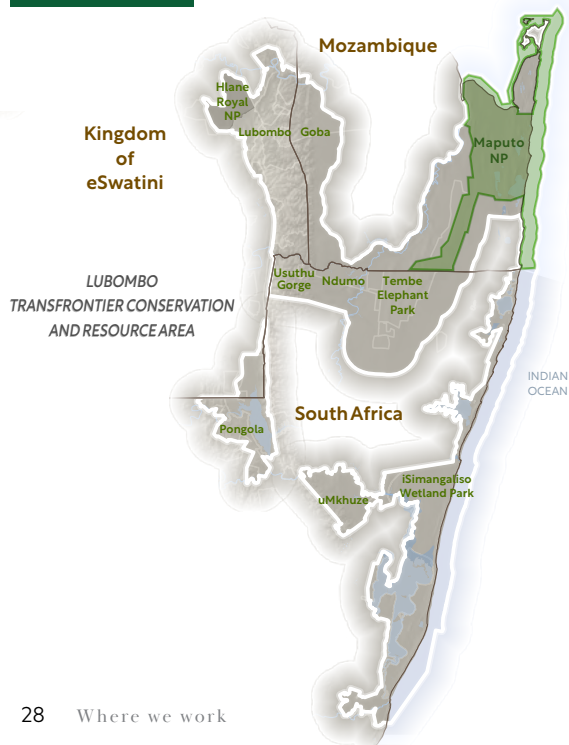 Mozambique
Hlane
Royal
NP
Lubombo
Goba
Kingdom
of
eSwatini
Maputo
NP
LUBOMBO
TRANSFRONTIER CONSERVATION
AND RESOURCE AREA
Usuthu
Gorge
Ndumo
Tembe
Elephant
Park
INDIAN
OCEAN
South Africa
Pongola
iSimangaliso
Wetland Park
uMkhuze
28 Where we work